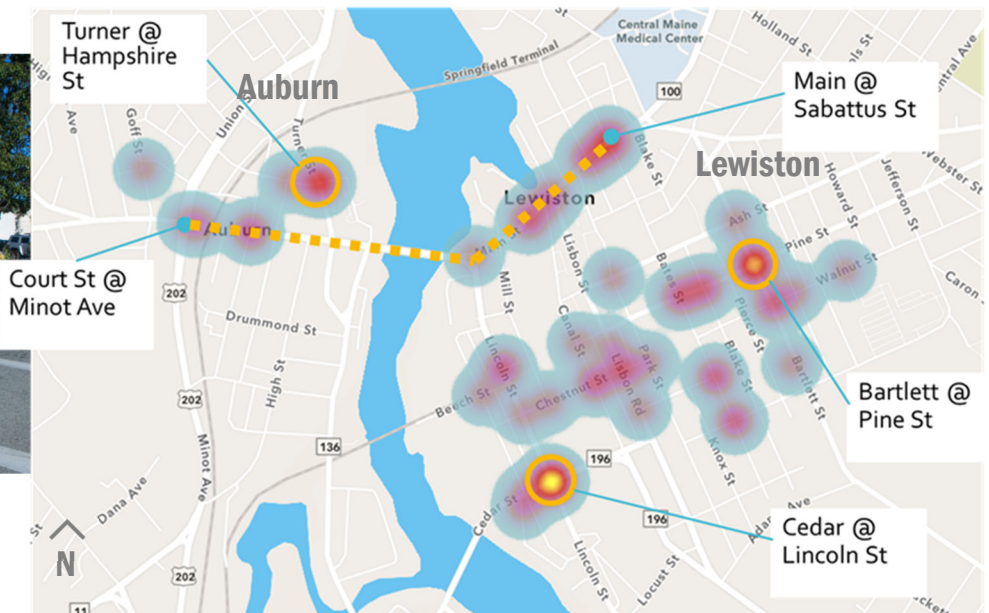 Turner @
Hampshire
St
Auburn
Central Maine
Medical Center
Holland St
Springfield Terminal
100
Main @
Sabattus St
Goff St
Union
Turner St
Ave
Blake St
Lewiston
Lewiston
Webster St
Howard St
Jefferson St
Ash St
Pine St
Walnut St
Auburn
Main St
Lisbon St
Bates St
Mill St
Pierce St
Caron
Court St @
Minot Ave
202
Drummond St
High St
Canal St
Lincoln St
Lisbon Rd
Park St
Blake St
Bartlett St
Beech St
Chestnut St
202
Bartlett @
Pine St
Minot Ave
136
196
Knox St
Dana Ave
St
Cedar St
196
Cedar @
Lincoln St
N
Lincoln St
Locust St
202
11